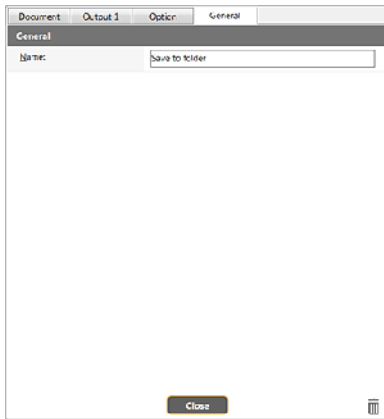 Document Output 1 Option General
General
Name: Save to folder
Close